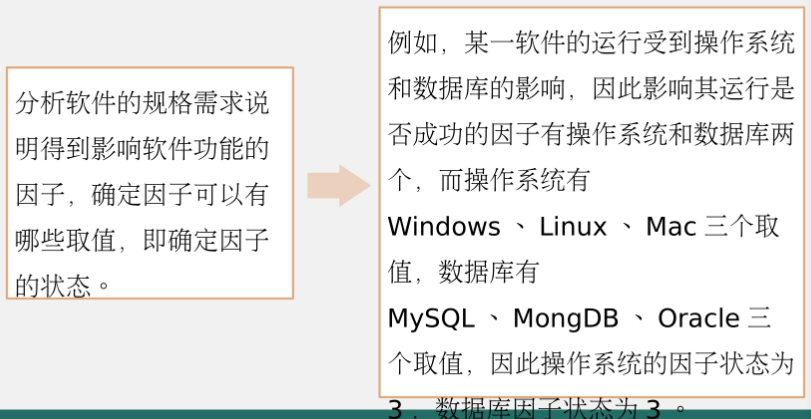 分析软件的规格需求说
明得到影响软件功能的
因子，确定因子可以有
哪些取值，即确定因子
的状态。
例如，某一软件的运行受到操作系统
和数据库的影响，因此影响其运行是
否成功的因子有操作系统和数据库两
个，而操作系统有
Windows 、 Linux 、 Mac 三个取
值，数据库有
MySQL 、 MongDB 、 Oracle 三
个取值，因此操作系统的因子状态为
3 ，数据库因子状态为 3 。